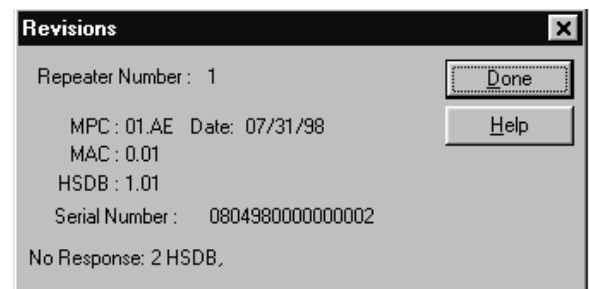 Revisions
Repeater Number : 1
Done
MPC : 01.AE Date: 07/31/98
Help
MAC : 0.01
HSDB : 1.01
Serial Number : 0804980000000002
No Response: 2 HSDB,